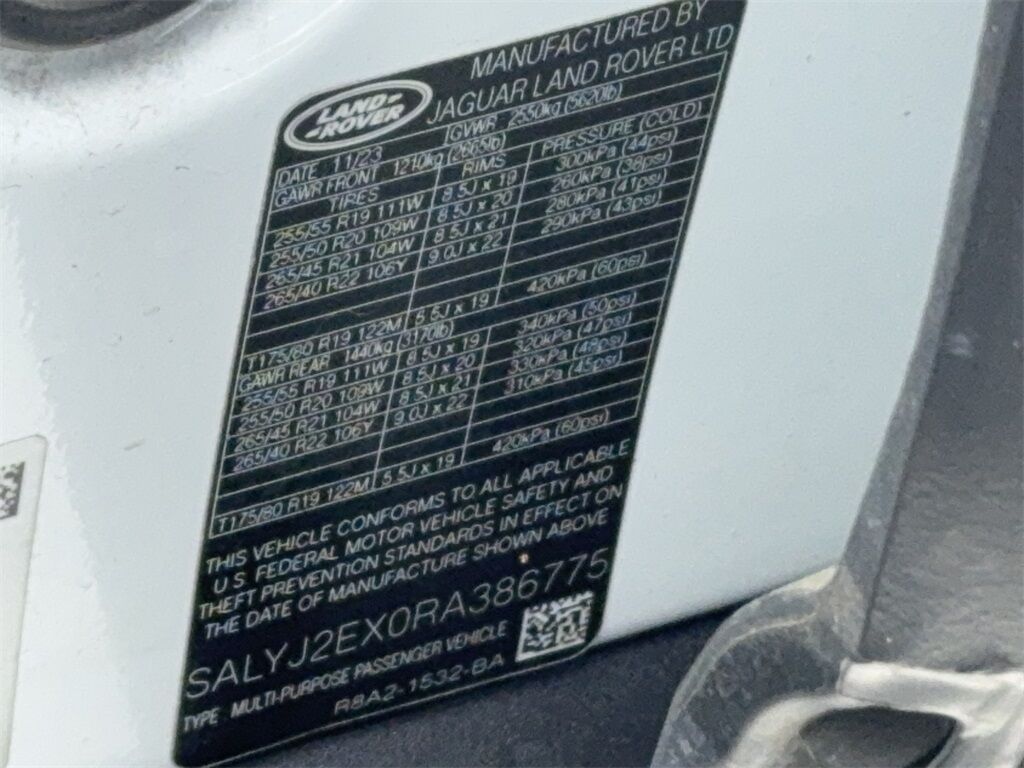 LAND-
-ROVER
MANUFACTURED BY
JAGUAR LAND ROVER LTD
DATE 11/23 GVWR 2550kg (5620lb)
GAWR FRONT 1210kg (2665lb)
TIRES RIMS PRESSURE (COLD)
255/55 R19 111W 8.5J x 19 300kPa (44psi)
255/50 R20 109W 8.5J x 20 260kPa (38psi)
265/45 R21 104W 8.5J x 21 280kPa (41psi)
265/40 R22 106Y 9.0J x 22 290kPa (43psi)
T175/80 R19 122M 5.5J x 19 420kPa (60psi)
GAWR REAR 1440kg (3170lb)
255/55 R19 111W 8.5J x 19 340kPa (50psi)
255/50 R20 109W 8.5J x 20 320kPa (47psi)
265/45 R21 104W 8.5J x 21 330kPa (48psi)
265/40 R22 106Y 9.0J x 22 310kPa (45psi)
T175/80 R19 122M 5.5J x 19 420kPa (60psi)
THIS VEHICLE CONFORMS TO ALL APPLICABLE
U.S. FEDERAL MOTOR VEHICLE SAFETY AND
THEFT PREVENTION STANDARDS IN EFFECT ON
THE DATE OF MANUFACTURE SHOWN ABOVE
SALYJ2EX0RA386775
TYPE MULTI-PURPOSE PASSENGER VEHICLE
R8A2-1532-BA